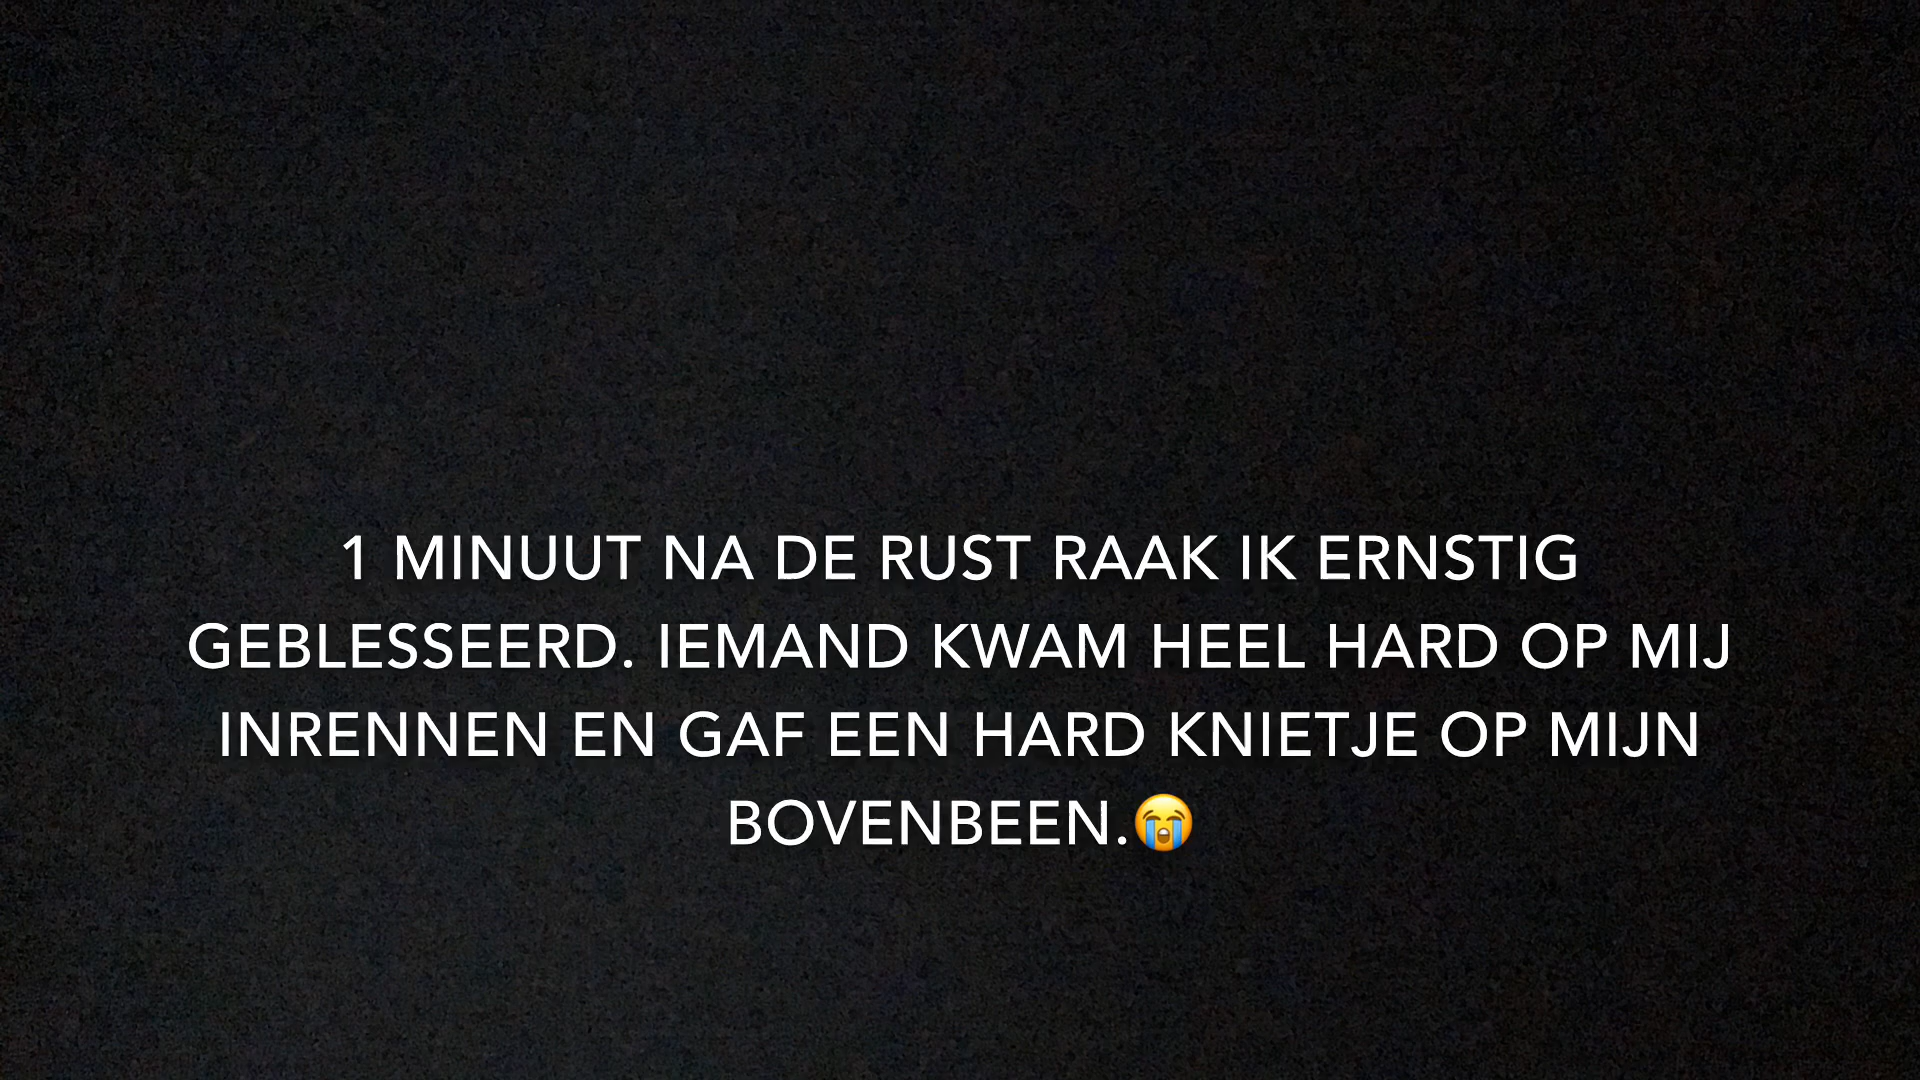 1 MINUUT NA DE RUST RAAK IK ERNSTIG
GEBLESSEERD. IEMAND KWAM HEEL HARD OP MIJ
INRENNEN EN GAF EEN HARD KNIETJE OP MIJN
BOVENBEEN.😭